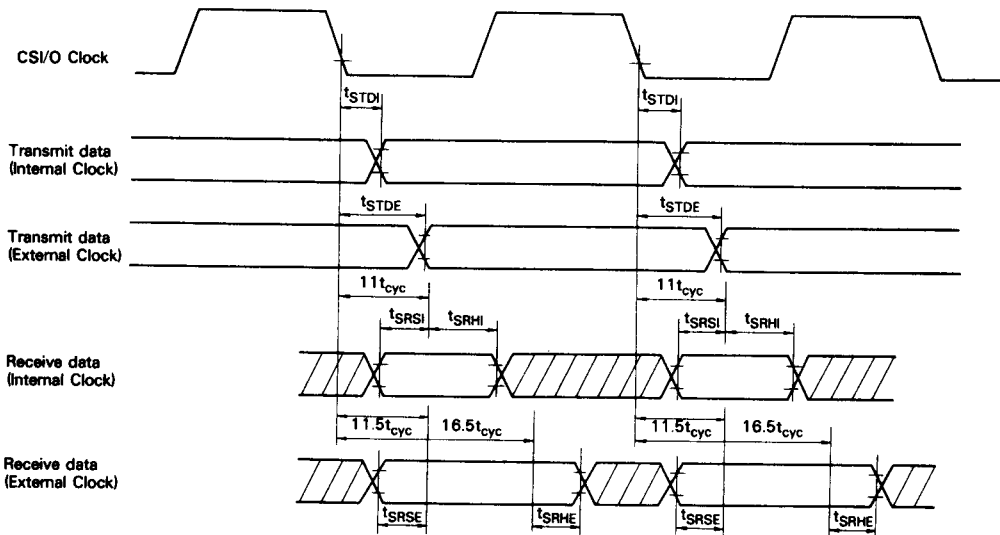 CSI/O Clock
tSTDI tSTDI
Transmit data
(Internal Clock)
tSTDE tSTDE
Transmit data
(External Clock)
11tcyc 11tcyc
tSRSI tSRHI tSRSI tSRHI
Receive data
(Internal Clock)
11.5tcyc 16.5tcyc 11.5tcyc 16.5tcyc
Receive data
(External Clock)
tSRSE tSRHE tSRSE tSRHE